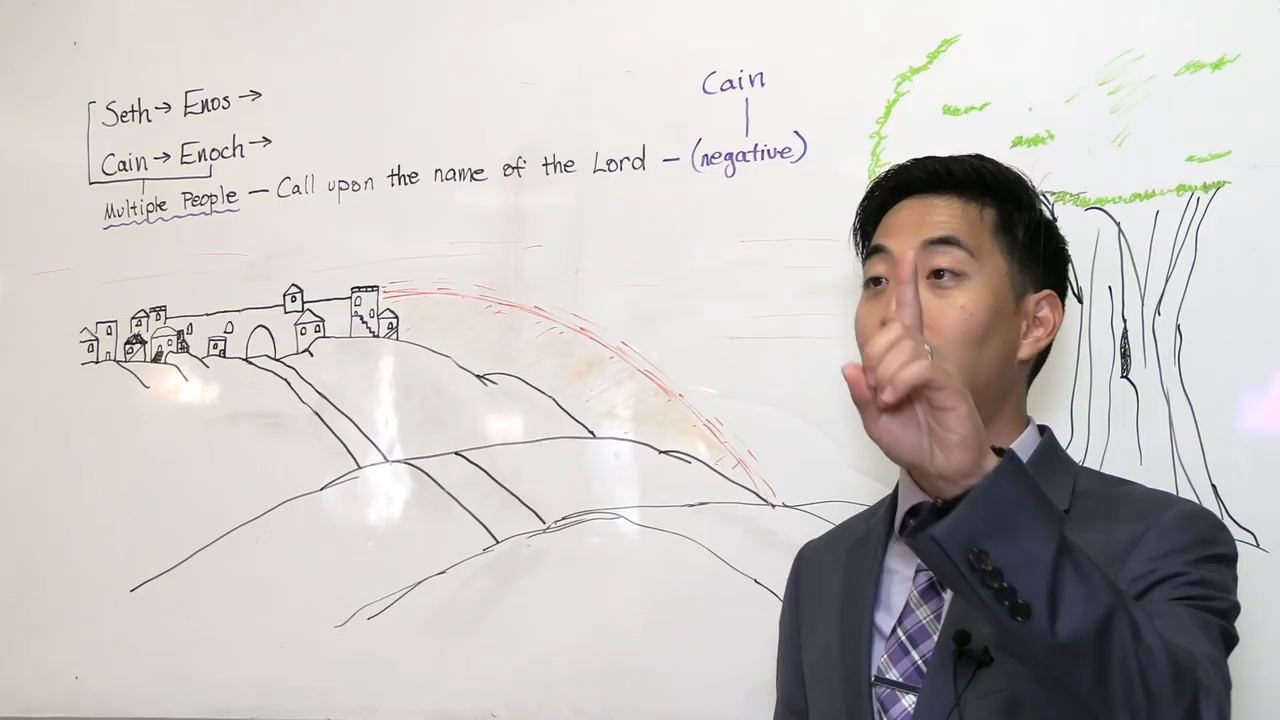 Seth → Enos →
Cain → Enoch →
Multiple People – Call upon the name of the Lord – (negative)
Cain